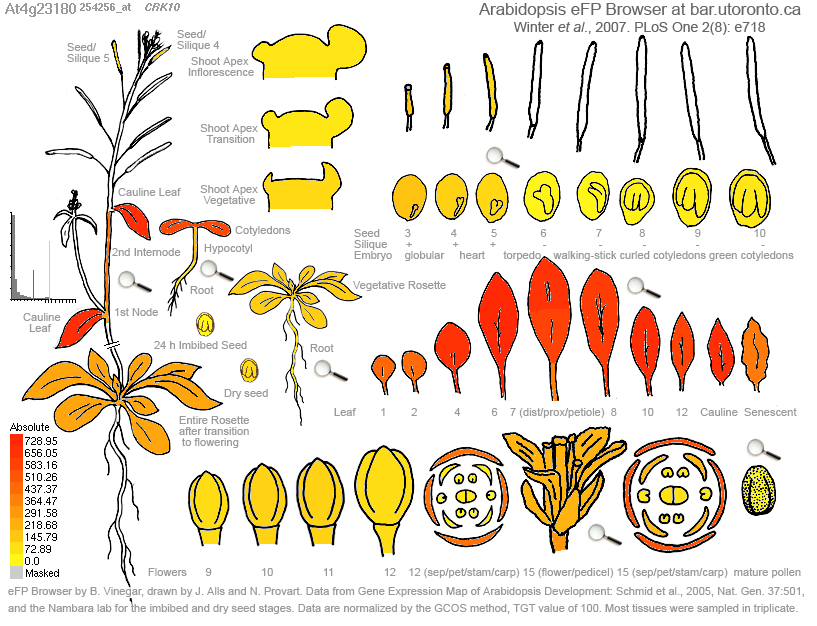 At4g23180 254256_at CRK10
Arabidopsis eFP Browser at bar.utoronto.ca
Winter et al., 2007. PLoS One 2(8): e718
Seed/
Silique 5
Seed/
Silique 4
Shoot Apex
Inflorescence
Shoot Apex
Transition
Shoot Apex
Vegetative
Cauline Leaf
Cotyledons
2nd Internode
Hypocotyl
Root
Seed 3 4 5 6 7 8 9 10
Silique + + + - - - - -
Embryo globular heart torpedo walking-stick curled cotyledons green cotyledons
Vegetative Rosette
Cauline
Leaf
1st Node
24 h Imbibed Seed
Root
Dry seed
Leaf 1 2 4 6 7 (dist/prox/petiole) 8 10 12 Cauline Senescent
Entire Rosette
after transition
to flowering
Absolute
728.95
656.05
583.16
510.26
437.37
364.47
291.58
218.68
145.79
72.89
0.0
Masked
Flowers 9 10 11 12 12 (sep/pet/stam/carp) 15 (flower/pedicel) 15 (sep/pet/stam/carp) mature pollen
eFP Browser by B. Vinegar, drawn by J. Alls and N. Provart. Data from Gene Expression Map of Arabidopsis Development: Schmid et al., 2005, Nat. Gen. 37:501,
and the Nambara lab for the imbibed and dry seed stages. Data are normalized by the GCOS method, TGT value of 100. Most tissues were sampled in triplicate.